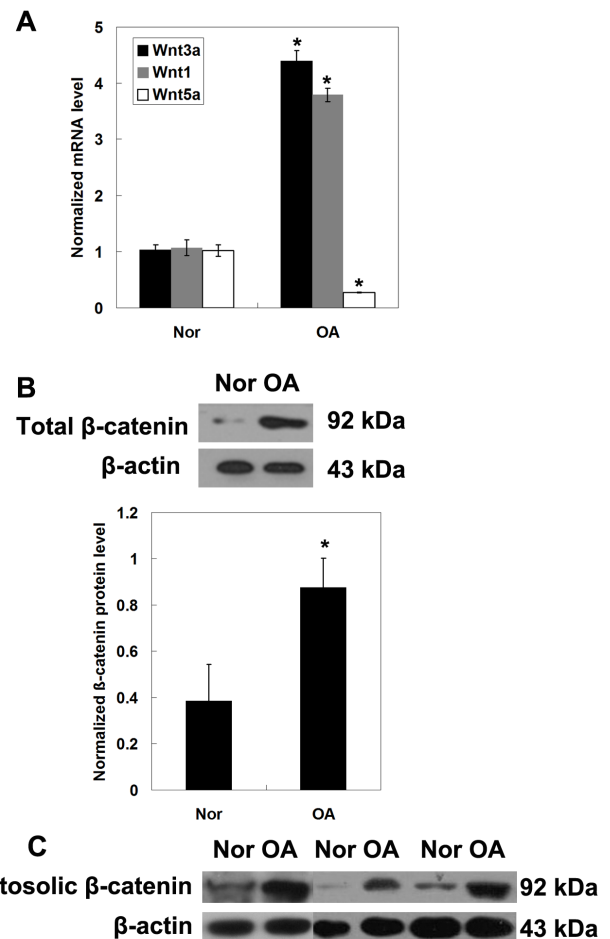 A
Wnt3a
Wnt1
Wnt5a
Normalized mRNA level
5
4
3
2
1
0
*
*
*
Nor OA
B
Nor OA
Total β-catenin 92 kDa
β-actin 43 kDa
Normalized ß-catenin protein level
1.2
1
0.8
0.6
0.4
0.2
0
*
Nor OA
C
Nor OA Nor OA Nor OA
tosolic β-catenin 92 kDa
β-actin 43 kDa